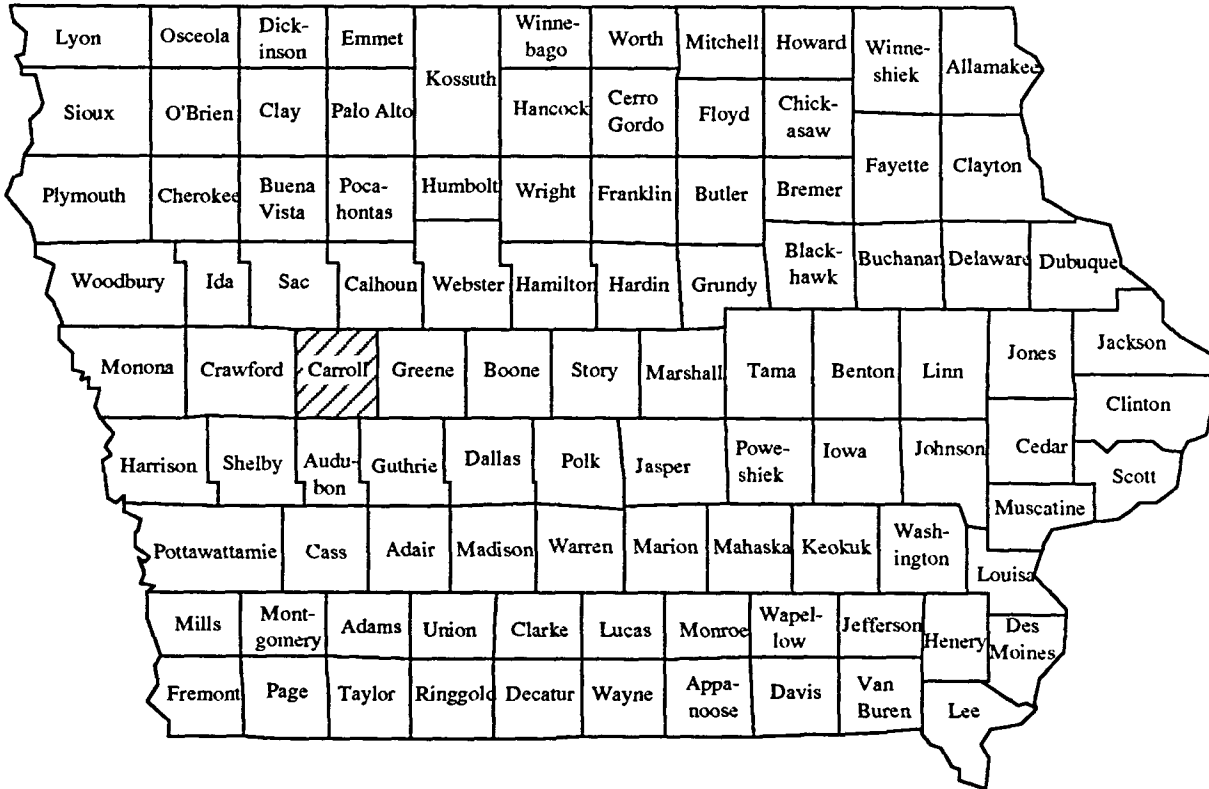 Lyon
Osceola
Dick-
inson
Emmet
Kossuth
Winne-
bago
Worth
Mitchell
Howard
Winne-
shiek
Allamakee
Sioux
O'Brien
Clay
Palo Alto
Hancock
Cerro
Gordo
Floyd
Chick-
asaw
Fayette
Clayton
Plymouth
Cherokee
Buena
Vista
Poca-
hontas
Humbolt
Wright
Franklin
Butler
Bremer
Woodbury
Ida
Sac
Calhoun
Webster
Hamilton
Hardin
Grundy
Black-
hawk
Buchanan
Delaware
Dubuque
Monona
Crawford
Carroll
Greene
Boone
Story
Marshall
Tama
Benton
Linn
Jones
Jackson
Clinton
Harrison
Shelby
Audu-
bon
Guthrie
Dallas
Polk
Jasper
Powe-
shiek
Iowa
Johnson
Cedar
Scott
Muscatine
Pottawattamie
Cass
Adair
Madison
Warren
Marion
Mahaska
Keokuk
Wash-
ington
Louisa
Mills
Mont-
gomery
Adams
Union
Clarke
Lucas
Monroe
Wapel-
low
Jefferson
Henery
Des
Moines
Fremont
Page
Taylor
Ringgold
Decatur
Wayne
Appa-
noose
Davis
Van
Buren
Lee